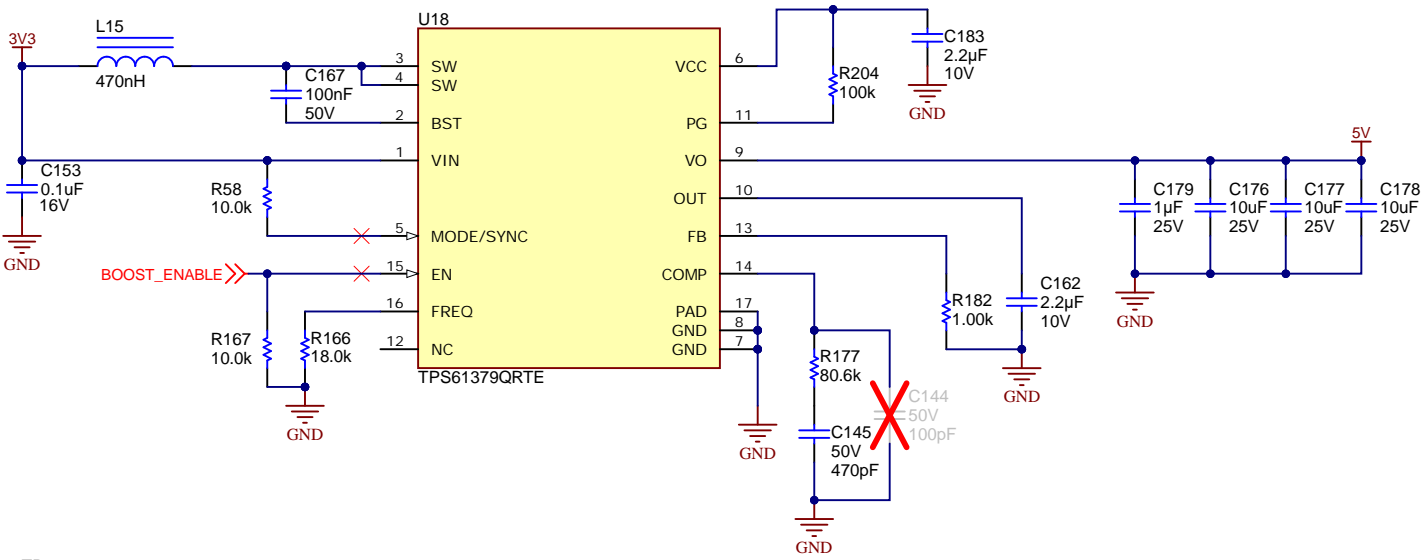 3V3
L15
470nH
C167
100nF
50V
C153
0.1uF
16V
GND
R58
10.0k
BOOST_ENABLE
R167
10.0k
R166
18.0k
GND
U18
3
SW
4
SW
2
BST
1
VIN
5
MODE/SYNC
15
EN
16
FREQ
12
NC
VCC
6
PG
11
VO
9
OUT
10
FB
13
COMP
14
PAD
17
GND
8
GND
7
TPS61379QRTE
R204
100k
C183
2.2µF
10V
GND
5V
C179
1µF
25V
C176
10uF
25V
C177
10uF
25V
C178
10uF
25V
GND
R182
1.00k
C162
2.2µF
10V
GND
GND
R177
80.6k
C145
50V
470pF
C144
50V
100pF
GND